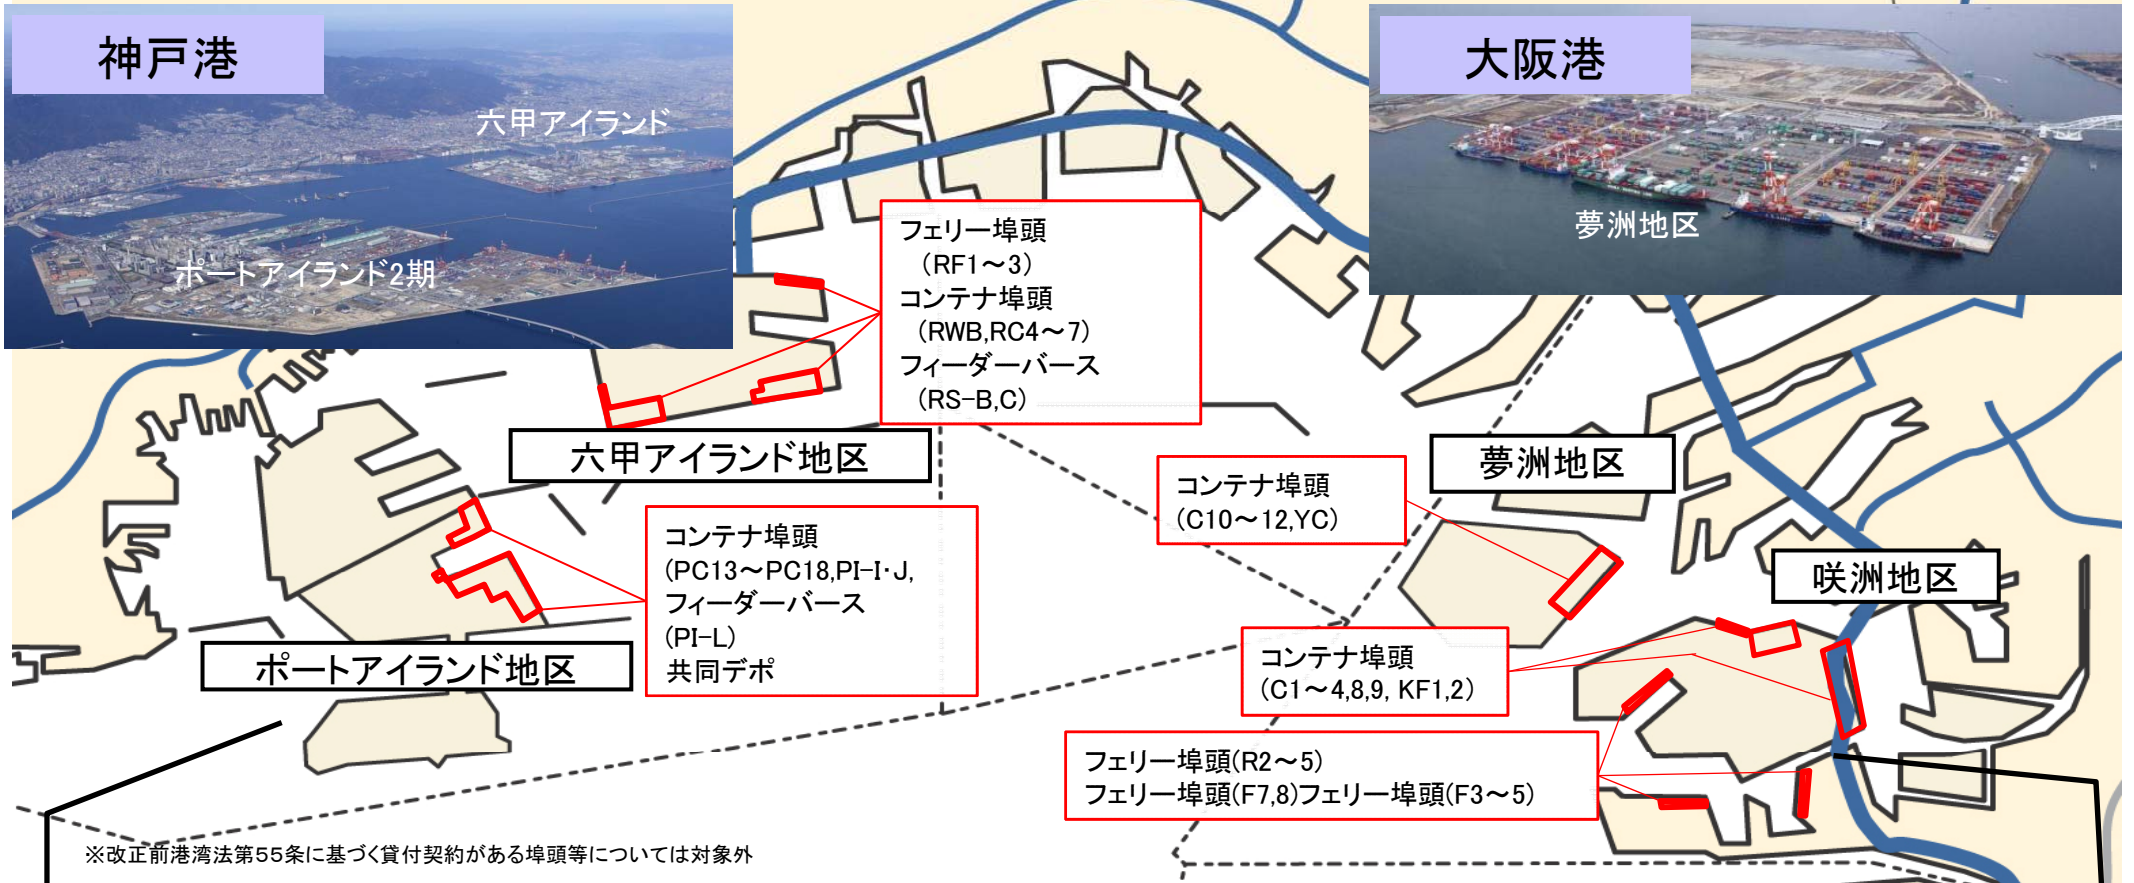 神戸港
六甲アイランド
ポートアイランド2期
大阪港
夢洲地区
フェリー埠頭
（RF1～3）
コンテナ埠頭
（RWB,RC4～7）
フィーダーバース
（RS-B,C）
六甲アイランド地区
コンテナ埠頭
(PC13～PC18,PI-I・J,
フィーダーバース
(PI-L)
共同デポ
ポートアイランド地区
コンテナ埠頭
(C10～12,YC)
夢洲地区
咲洲地区
コンテナ埠頭
(C1～4,8,9, KF1,2)
フェリー埠頭(R2～5)
フェリー埠頭(F7,8)フェリー埠頭(F3～5)
※改正前港湾法第55条に基づく貸付契約がある埠頭等については対象外